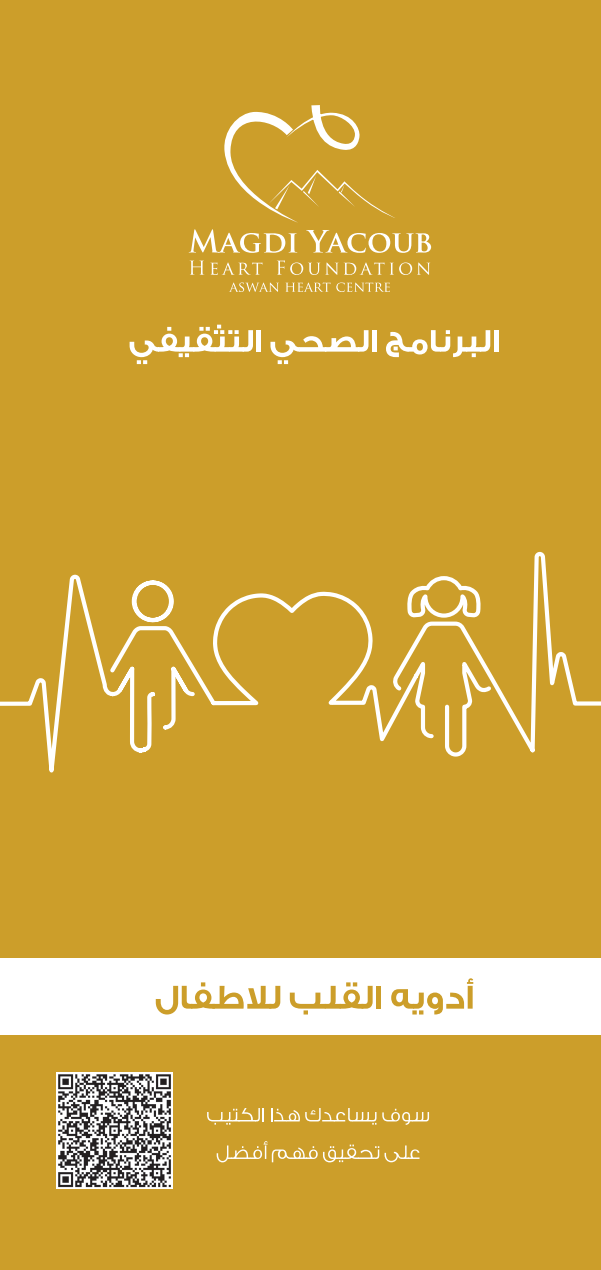 MAGDI YACOUB
HEART FOUNDATION
ASWAN HEART CENTRE
البرنامج الصحي التثقيفي
أدويه القلب للاطفال
سوف يساعدك هذا الكتيب
على تحقيق فهم أفضل